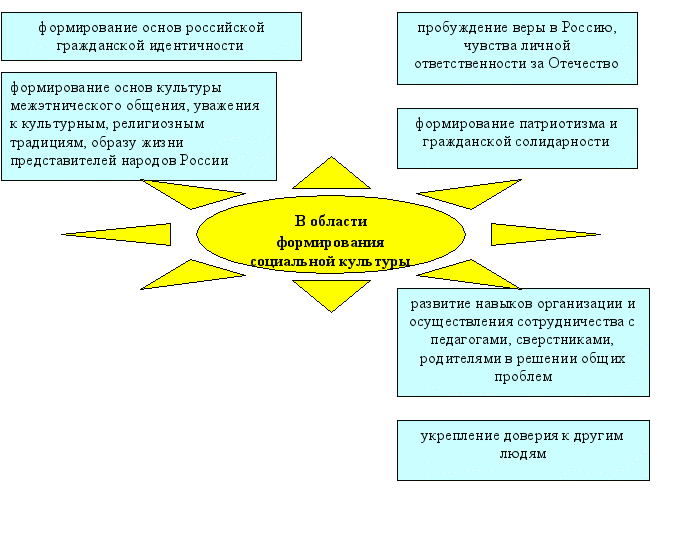 формирование основ российской
гражданской идентичности
пробуждение веры в Россию,
чувства личной
ответственности за Отечество
формирование основ культуры
межэтнического общения, уважения
к культурным, религиозным
традициям, образу жизни
представителей народов России
формирование патриотизма и
гражданской солидарности
В области
формирования
социальной культуры
развитие навыков организации и
осуществления сотрудничества с
педагогами, сверстниками,
родителями в решении общих
проблем
укрепление доверия к другим
людям